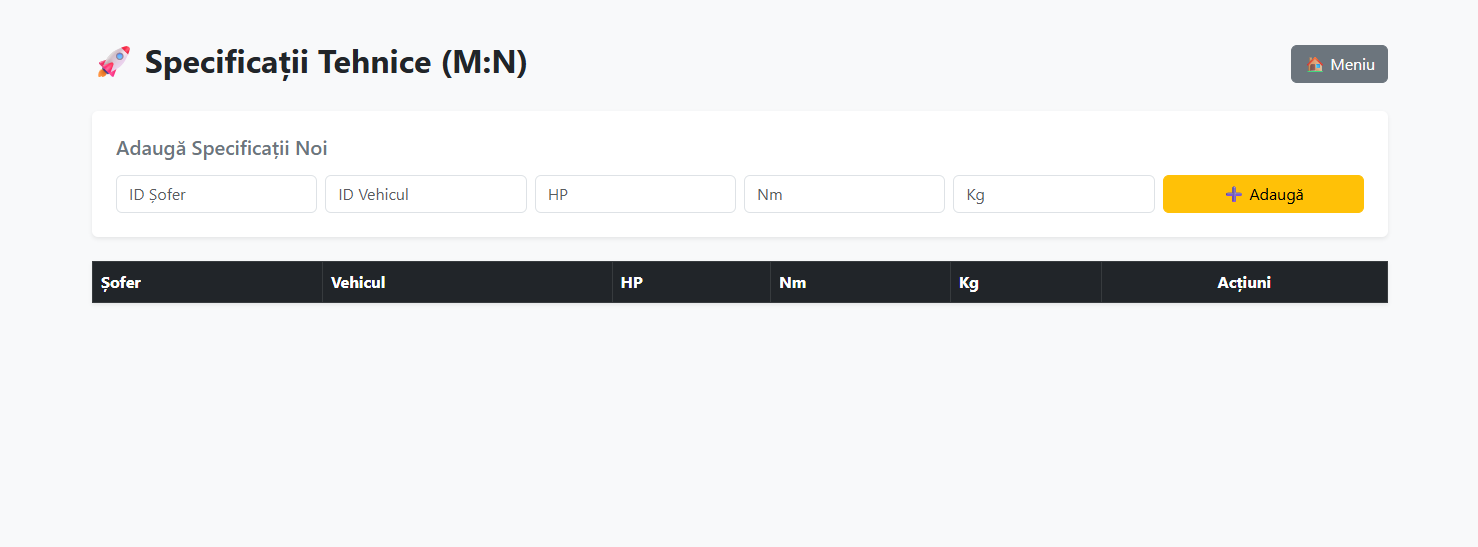 🚀 Specificații Tehnice (M:N)
🏠 Meniu
Adaugă Specificații Noi
ID Șofer ID Vehicul HP Nm Kg ➕ Adaugă
Șofer Vehicul HP Nm Kg Acțiuni